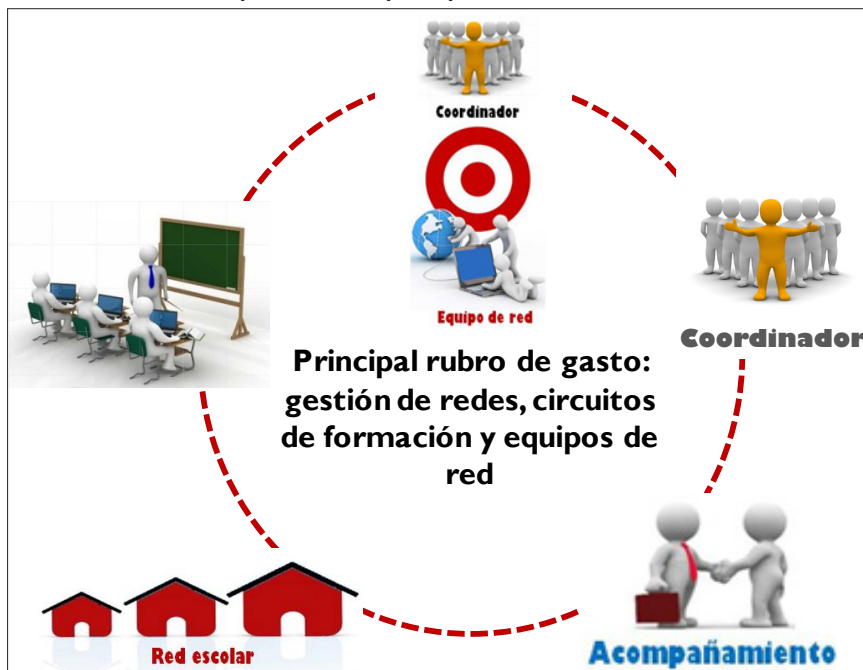 Coordinador
Equipo de red
Coordinador
Principal rubro de gasto:
gestión de redes, circuitos
de formación y equipos de
red
Red escolar
Acompañamiento